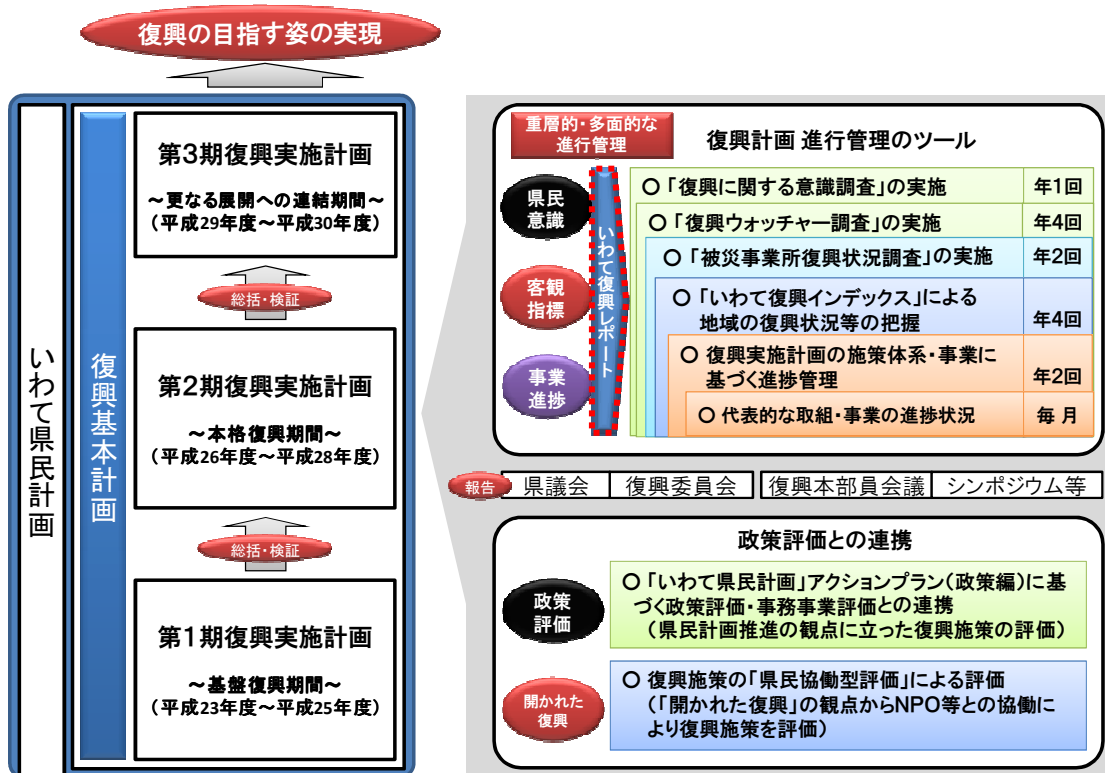 復興の目指す姿の実現
いわて県民計画
復興基本計画
第3期復興実施計画
～更なる展開への連結期間～
（平成29年度～平成30年度）
総括・検証
第2期復興実施計画
～本格復興期間～
（平成26年度～平成28年度）
総括・検証
第1期復興実施計画
～基盤復興期間～
（平成23年度～平成25年度）
重層的・多面的な
進行管理
復興計画 進行管理のツール
県民
意識
客観
指標
事業
進捗
いわて復興レポート
○「復興に関する意識調査」の実施 年1回
○「復興ウォッチャー調査」の実施 年4回
○「被災事業所復興状況調査」の実施 年2回
○「いわて復興インデックス」による
地域の復興状況等の把握 年4回
○ 復興実施計画の施策体系・事業に
基づく進捗管理 年2回
○ 代表的な取組・事業の進捗状況 毎 月
報告 県議会 復興委員会 復興本部員会議 シンポジウム等
政策評価との連携
政策
評価
○「いわて県民計画」アクションプラン（政策編）に基
づく政策評価・事務事業評価との連携
（県民計画推進の観点に立った復興施策の評価）
開かれた
復興
○ 復興施策の「県民協働型評価」による評価
（「開かれた復興」の観点からNPO等との協働に
より復興施策を評価）